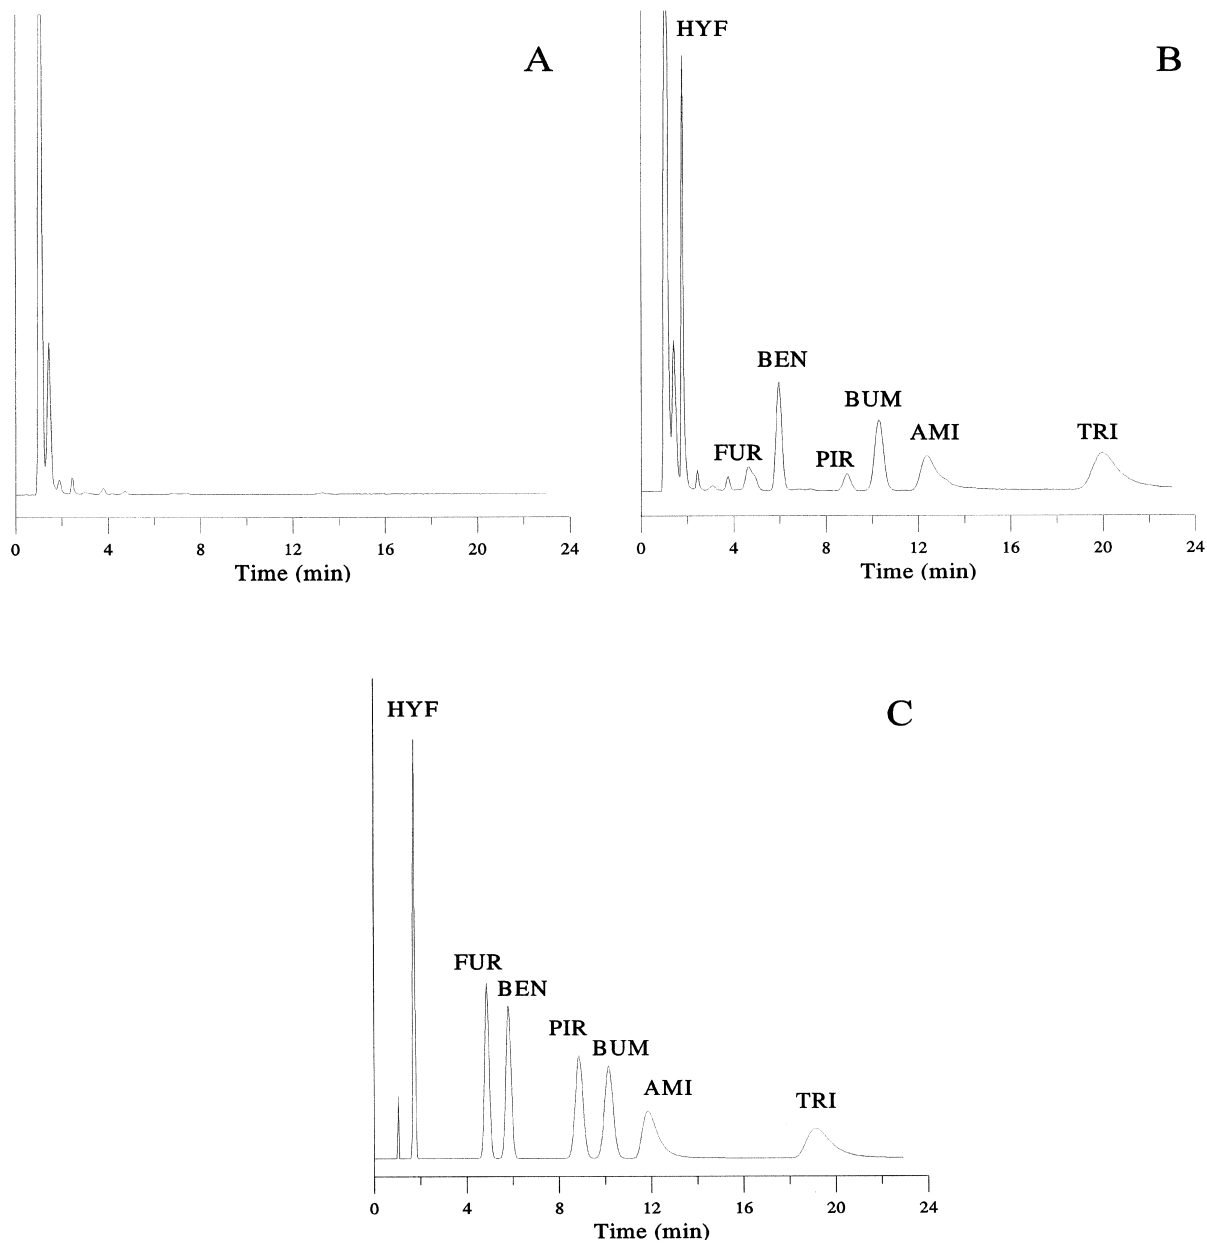 A
0 4 8 12 16 20 24
Time (min)
HYF
B
BEN
BUM
AMI
TRI
FUR
PIR
0 4 8 12 16 20 24
Time (min)
HYF
C
FUR
BEN
PIR
BUM
AMI
TRI
0 4 8 12 16 20 24
Time (min)